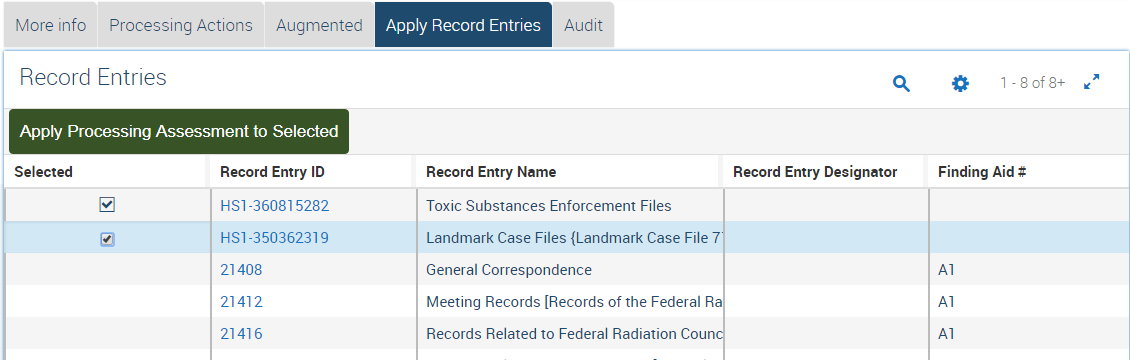 More info Processing Actions Augmented Apply Record Entries Audit
Record Entries 1 - 8 of 8+
Apply Processing Assessment to Selected
Selected Record Entry ID Record Entry Name Record Entry Designator Finding Aid #
HS1-360815282 Toxic Substances Enforcement Files
HS1-350362319 Landmark Case Files {Landmark Case File 7
21408 General Correspondence A1
21412 Meeting Records [Records of the Federal Ra
21416 Records Related to Federal Radiation Counc A1